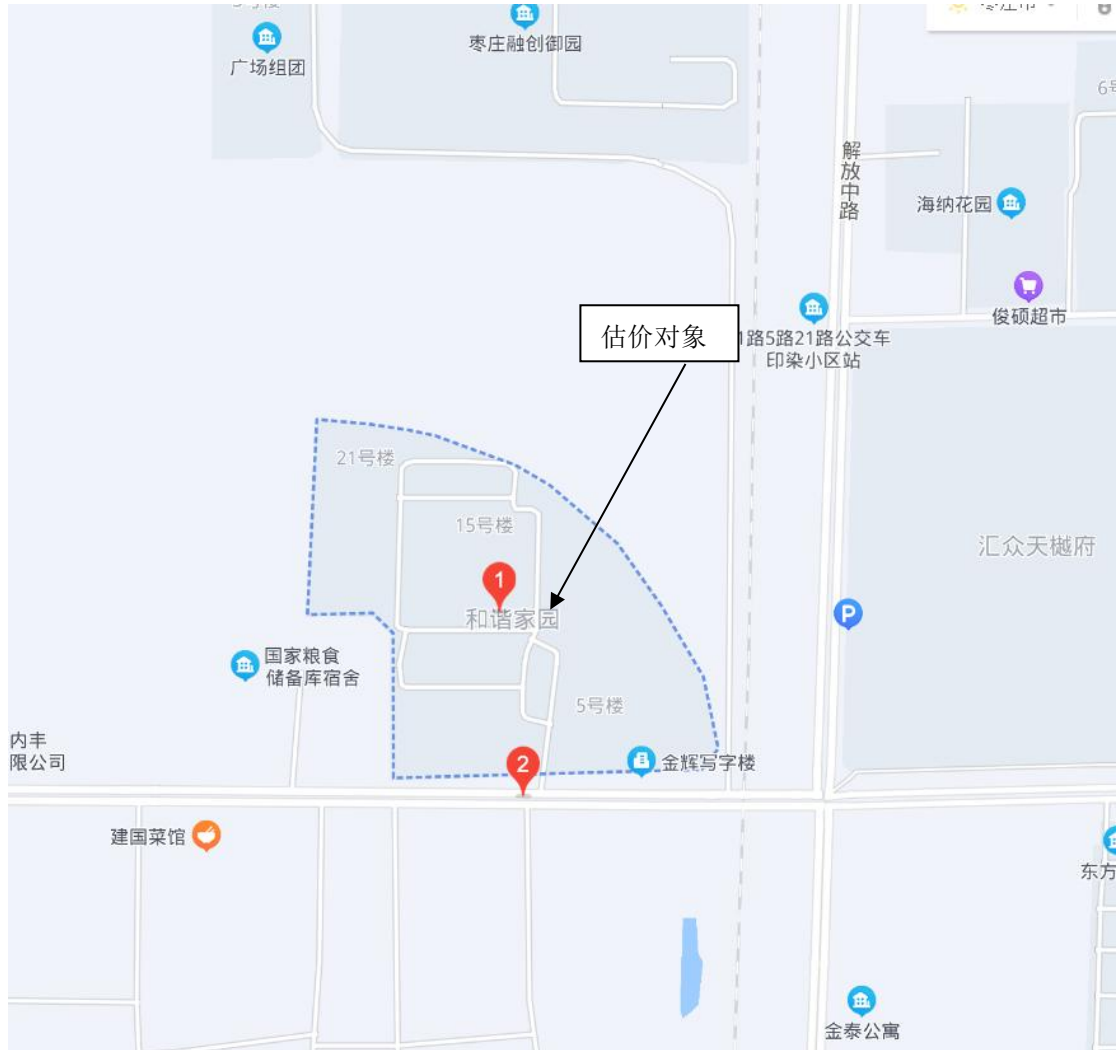 枣庄市
广场组团
枣庄融创御园
解放中路
海纳花园
俊硕超市
估价对象
路5路21路公交车
印染小区站
21号楼
15号楼
1
和谐家园
汇众天樾府
P
国家粮食
储备库宿舍
5号楼
内丰
限公司
2
金辉写字楼
建国菜馆
东方
金泰公寓